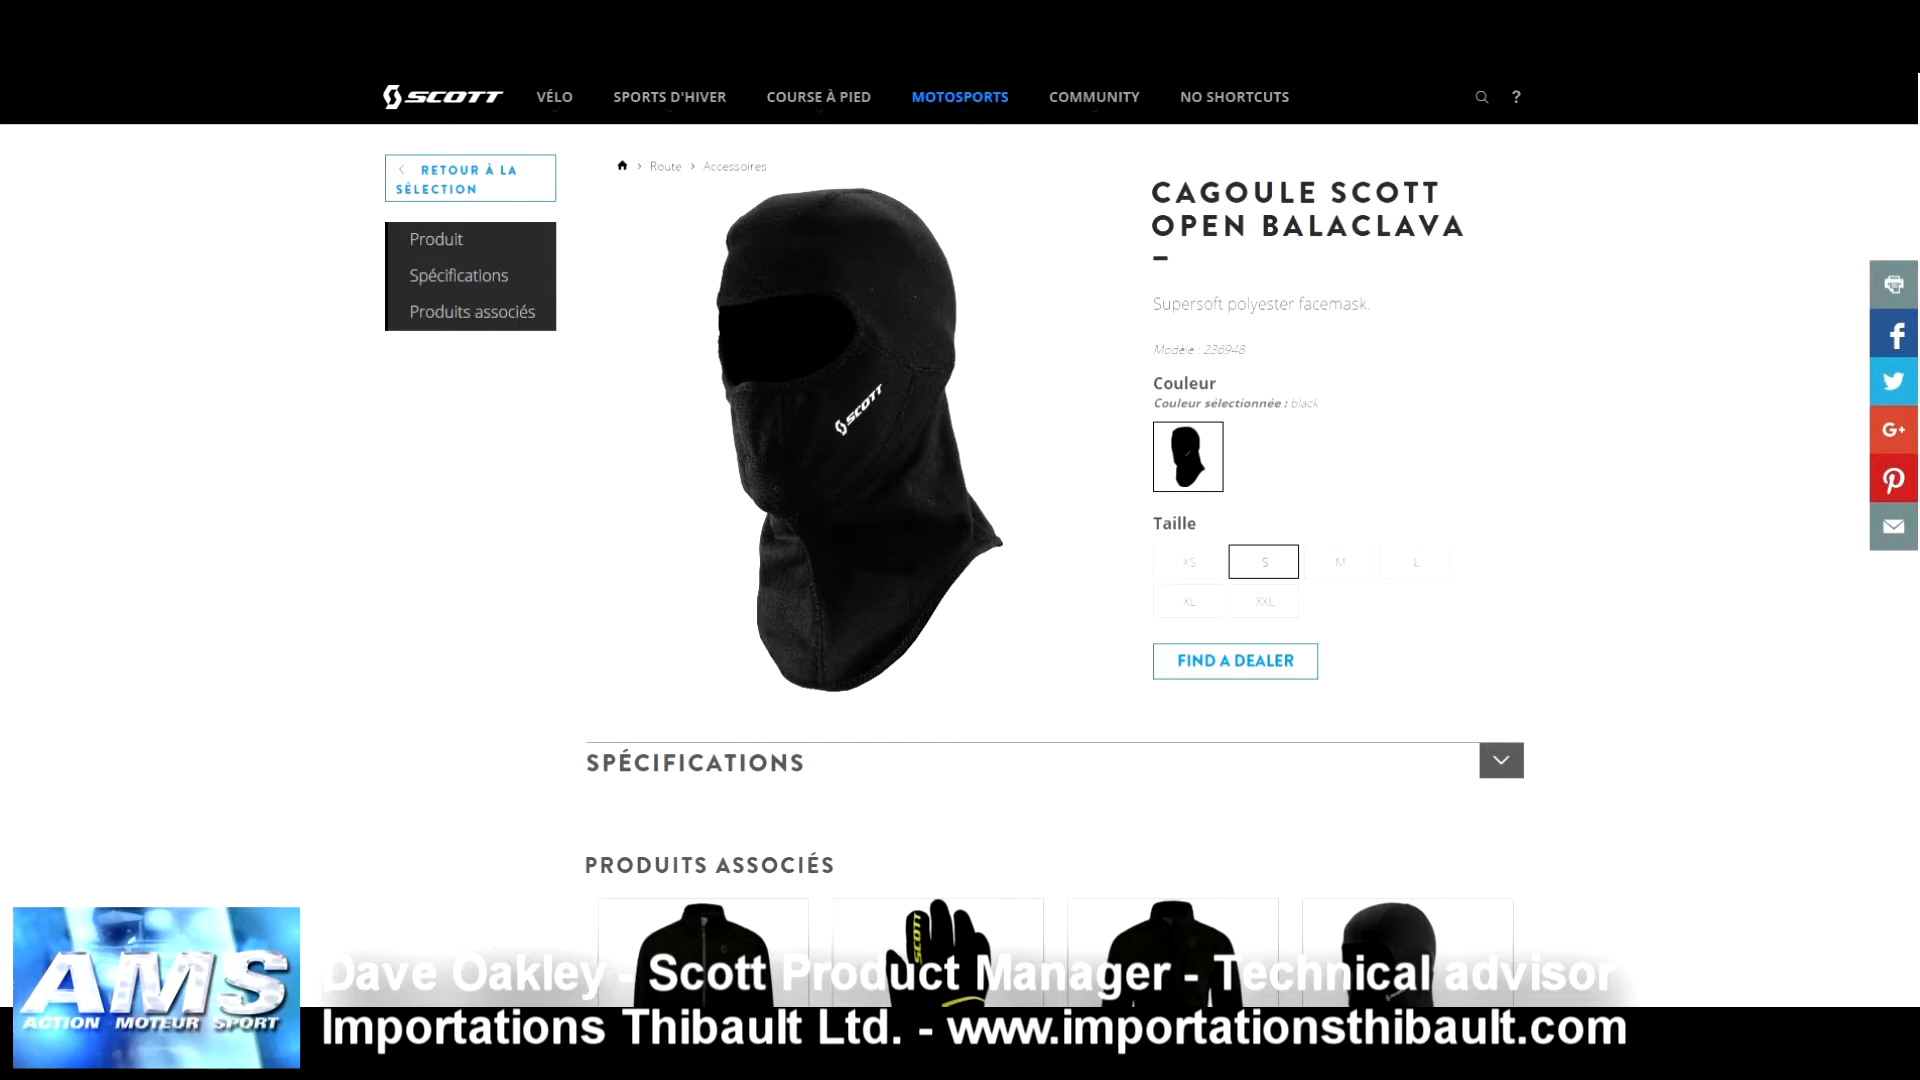 SCOTT
VÉLO
SPORTS D'HIVER
COURSE À PIED
MOTOSPORTS
COMMUNITY
NO SHORTCUTS
?
RETOUR À LA
SÉLECTION
Produit
Spécifications
Produits associés
Route > Accessoires
SCOTT
CAGOULE SCOTT
OPEN BALACLAVA
Supersoft polyester facemask.
Modèle : 236948
Couleur
Couleur sélectionnée : black
Taille
XS S M L
XL XXL
FIND A DEALER
G+
SPÉCIFICATIONS
PRODUITS ASSOCIÉS
SCOTT
AMS
ACTION MOTEUR SPORT
Dave Oakley - Scott Product Manager - Technical advisor
Importations Thibault Ltd. - www.importationsthibault.com